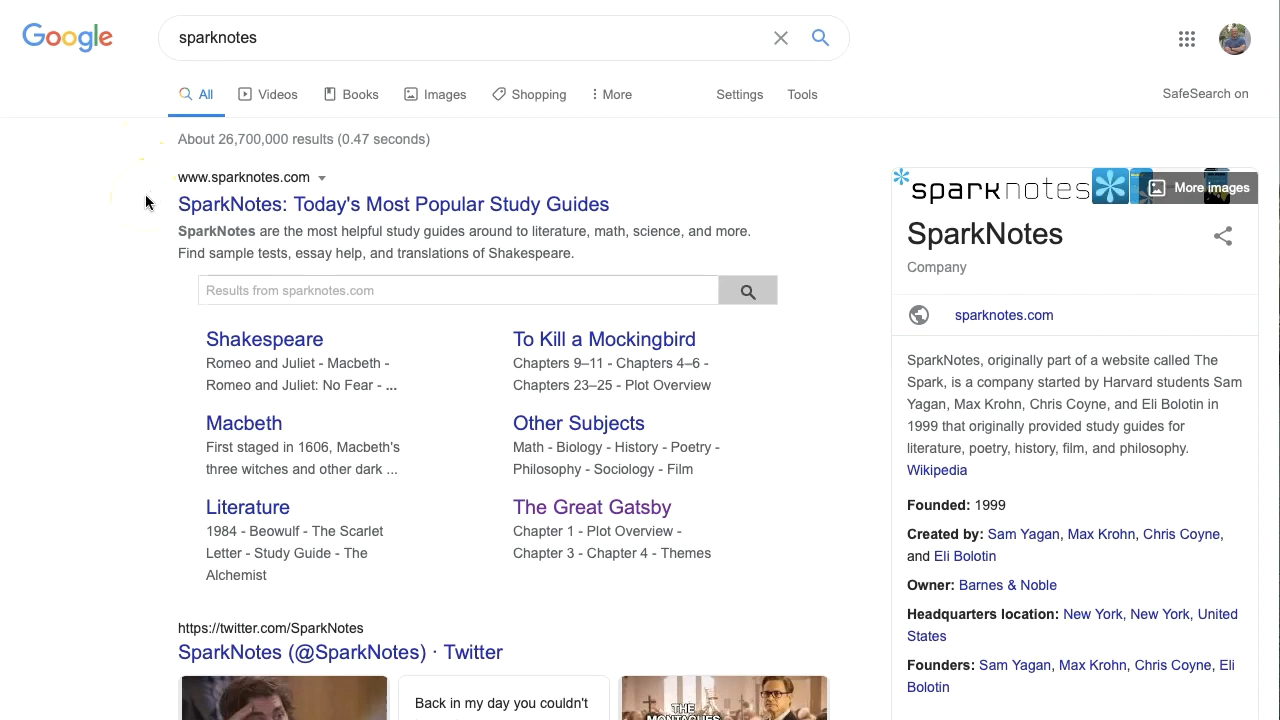 Google
sparknotes
All Videos Books Images Shopping More Settings Tools SafeSearch on
About 26,700,000 results (0.47 seconds)
www.sparknotes.com
SparkNotes: Today's Most Popular Study Guides
SparkNotes are the most helpful study guides around to literature, math, science, and more.
Find sample tests, essay help, and translations of Shakespeare.
Results from sparknotes.com
Shakespeare
Romeo and Juliet - Macbeth -
Romeo and Juliet: No Fear - ...
To Kill a Mockingbird
Chapters 9–11 - Chapters 4–6 -
Chapters 23–25 - Plot Overview
Macbeth
First staged in 1606, Macbeth's
three witches and other dark ...
Other Subjects
Math - Biology - History - Poetry -
Philosophy - Sociology - Film
Literature
1984 - Beowulf - The Scarlet
Letter - Study Guide - The
Alchemist
The Great Gatsby
Chapter 1 - Plot Overview -
Chapter 3 - Chapter 4 - Themes
https://twitter.com/SparkNotes
SparkNotes (@SparkNotes) · Twitter
Back in my day you couldn't
THE
MONTAGUES
sparknotes
More images
SparkNotes
Company
sparknotes.com
SparkNotes, originally part of a website called The
Spark, is a company started by Harvard students Sam
Yagan, Max Krohn, Chris Coyne, and Eli Bolotin in
1999 that originally provided study guides for
literature, poetry, history, film, and philosophy.
Wikipedia
Founded: 1999
Created by: Sam Yagan, Max Krohn, Chris Coyne,
and Eli Bolotin
Owner: Barnes & Noble
Headquarters location: New York, New York, United
States
Founders: Sam Yagan, Max Krohn, Chris Coyne, Eli
Bolotin